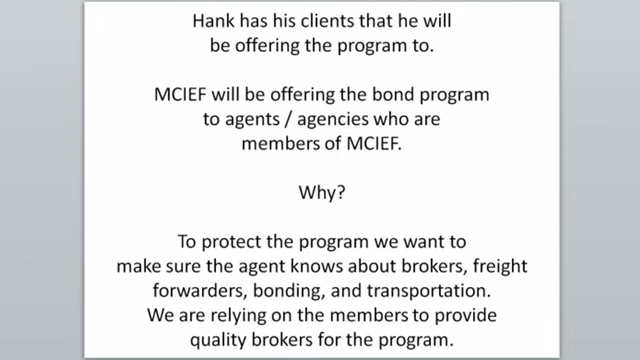 Hank has his clients that he will
be offering the program to.
MCIEF will be offering the bond program
to agents / agencies who are
members of MCIEF.
Why?
To protect the program we want to
make sure the agent knows about brokers, freight
forwarders, bonding, and transportation.
We are relying on the members to provide
quality brokers for the program.